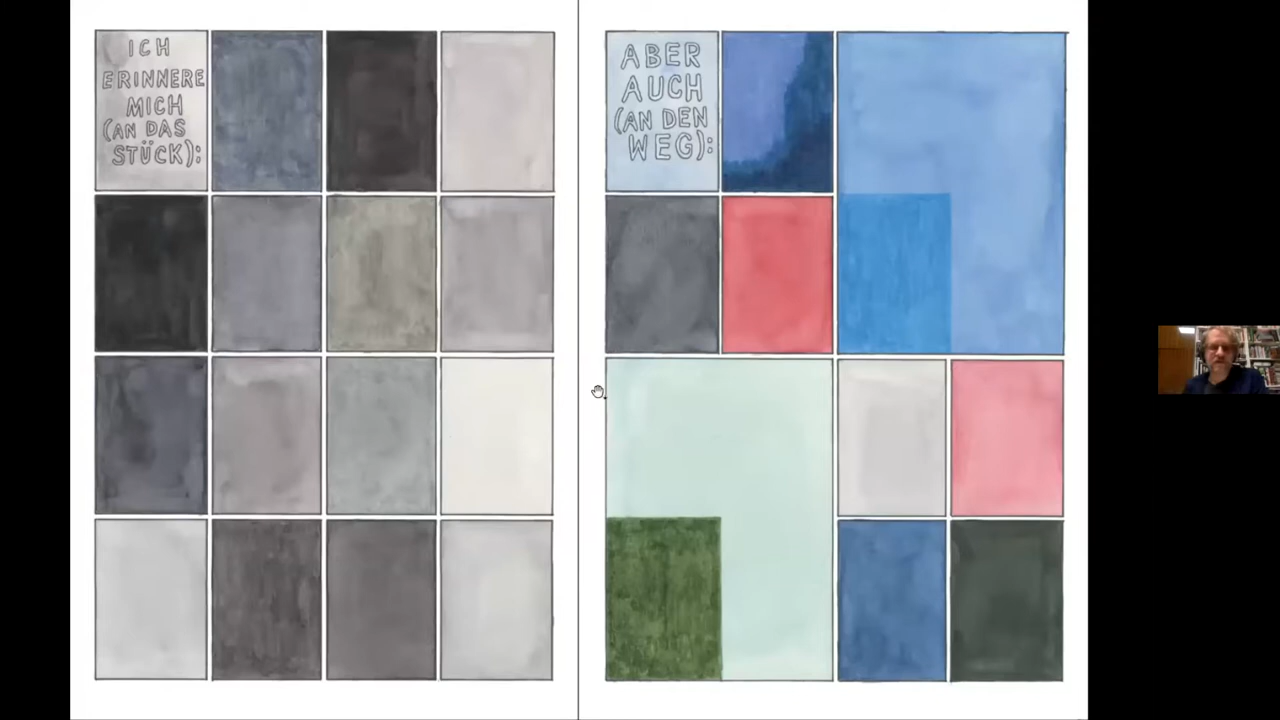 ICH
ERINNERE
MICH
(AN DAS
STÜCK):
ABER
AUCH
(AN DEN
WEG):